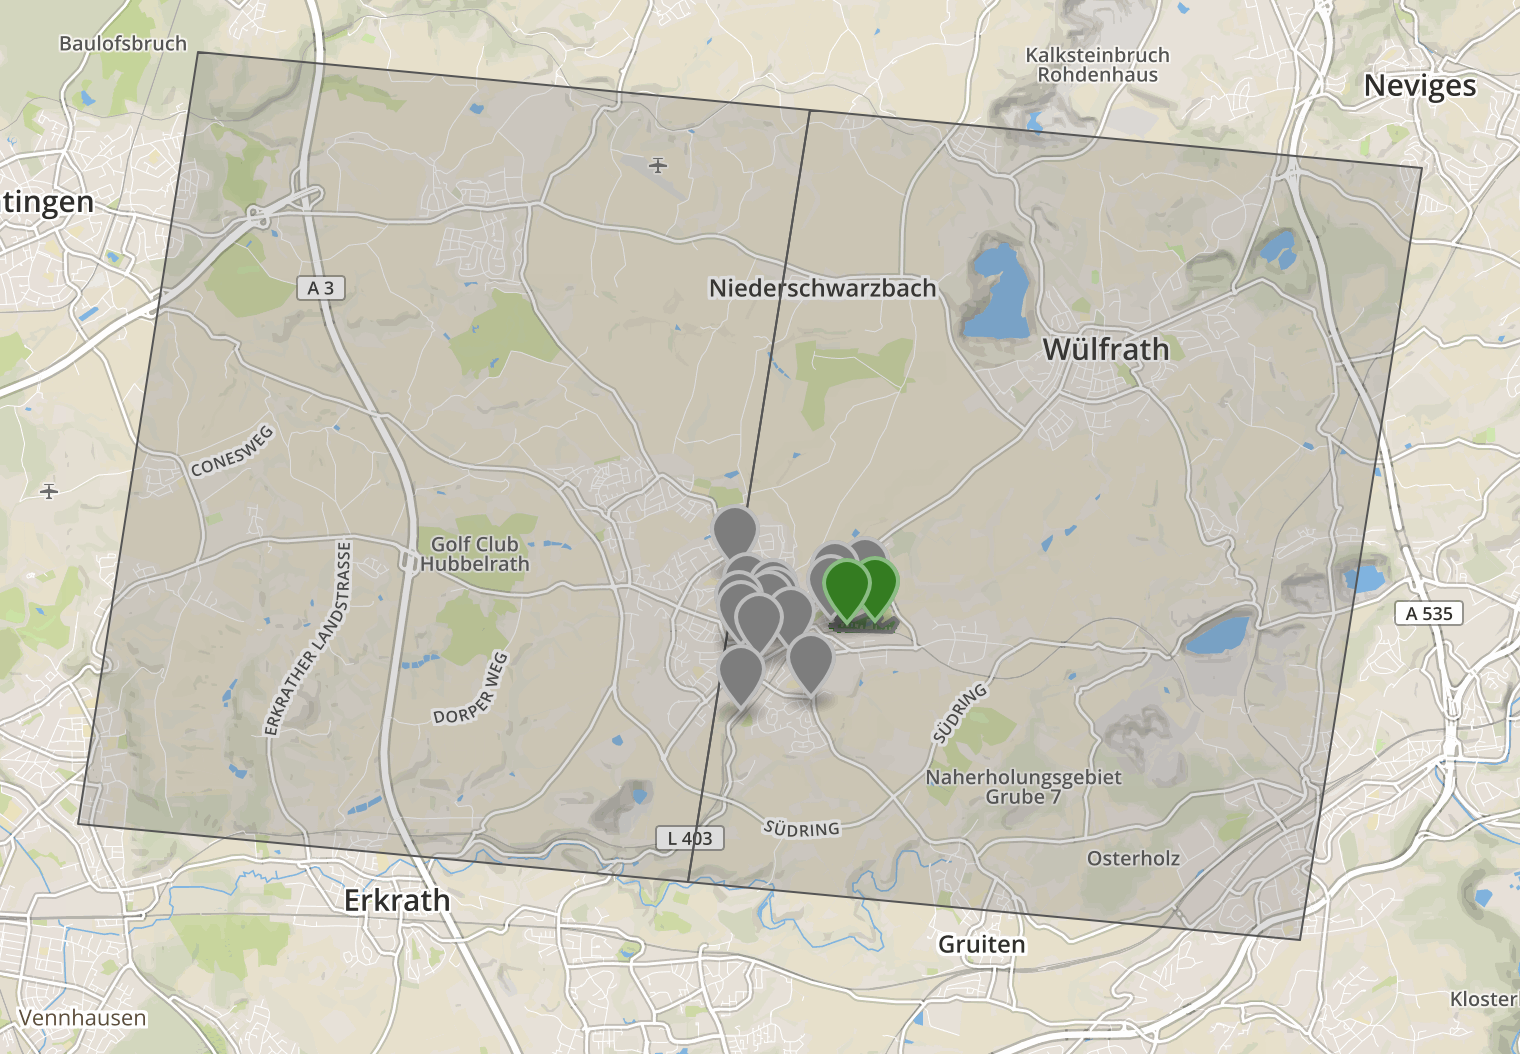 Baulofsbruch
Kalksteinbruch
Rohdenhaus
Neviges
tingen
A 3
Niederschwarzbach
Wülfrath
CONESWEG
Golf Club
Hubbelrath
ERKRATHER LANDSTRASSE
A 535
DORPER WEG
SÜDRING
Naherholungsgebiet
Grube 7
SÜDRING
L 403
Osterholz
Erkrath
Gruiten
Kloster
Vennhausen